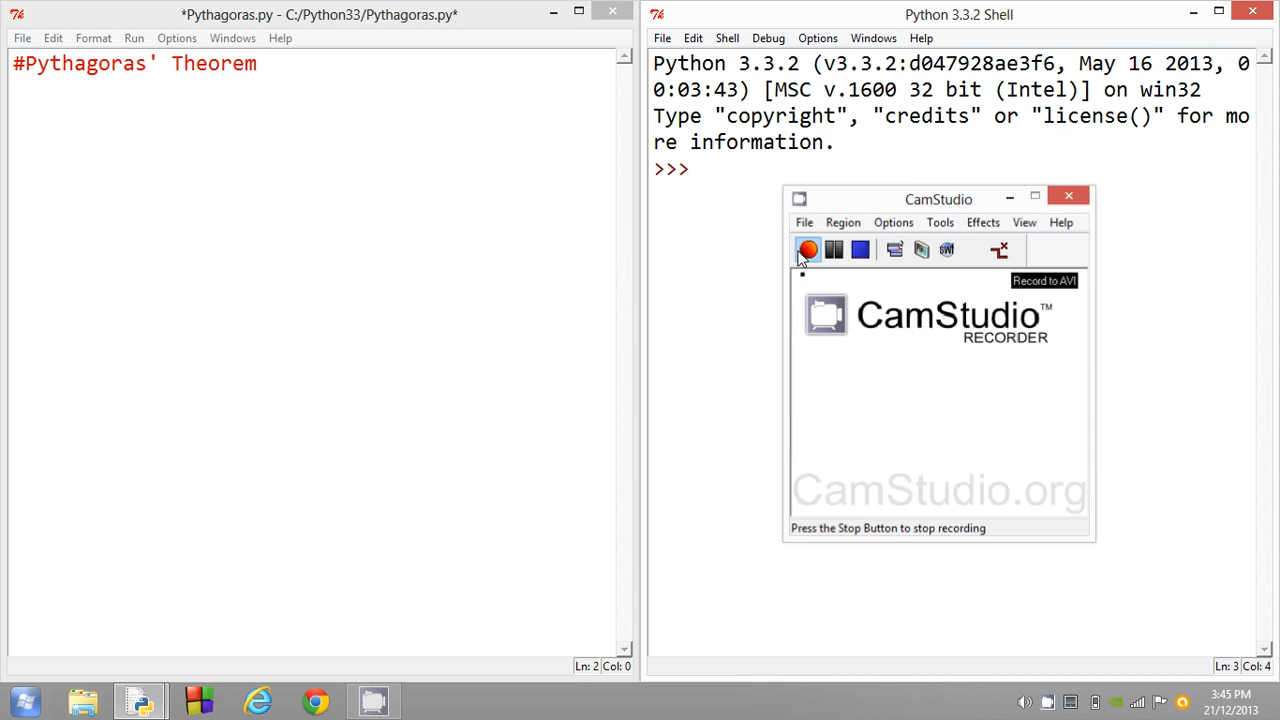 *Pythagoras.py - C:/Python33/Pythagoras.py*
File Edit Format Run Options Windows Help
#Pythagoras' Theorem
Ln: 2 Col: 0
Python 3.3.2 Shell
File Edit Shell Debug Options Windows Help
Python 3.3.2 (v3.3.2:d047928ae3f6, May 16 2013, 0
0:03:43) [MSC v.1600 32 bit (Intel)] on win32
Type "copyright", "credits" or "license()" for mo
re information.
>>>
CamStudio
File Region Options Tools Effects View Help
Record to AVI
CamStudio™
RECORDER
CamStudio.org
Press the Stop Button to stop recording
Ln: 3 Col: 4
3:45 PM
21/12/2013